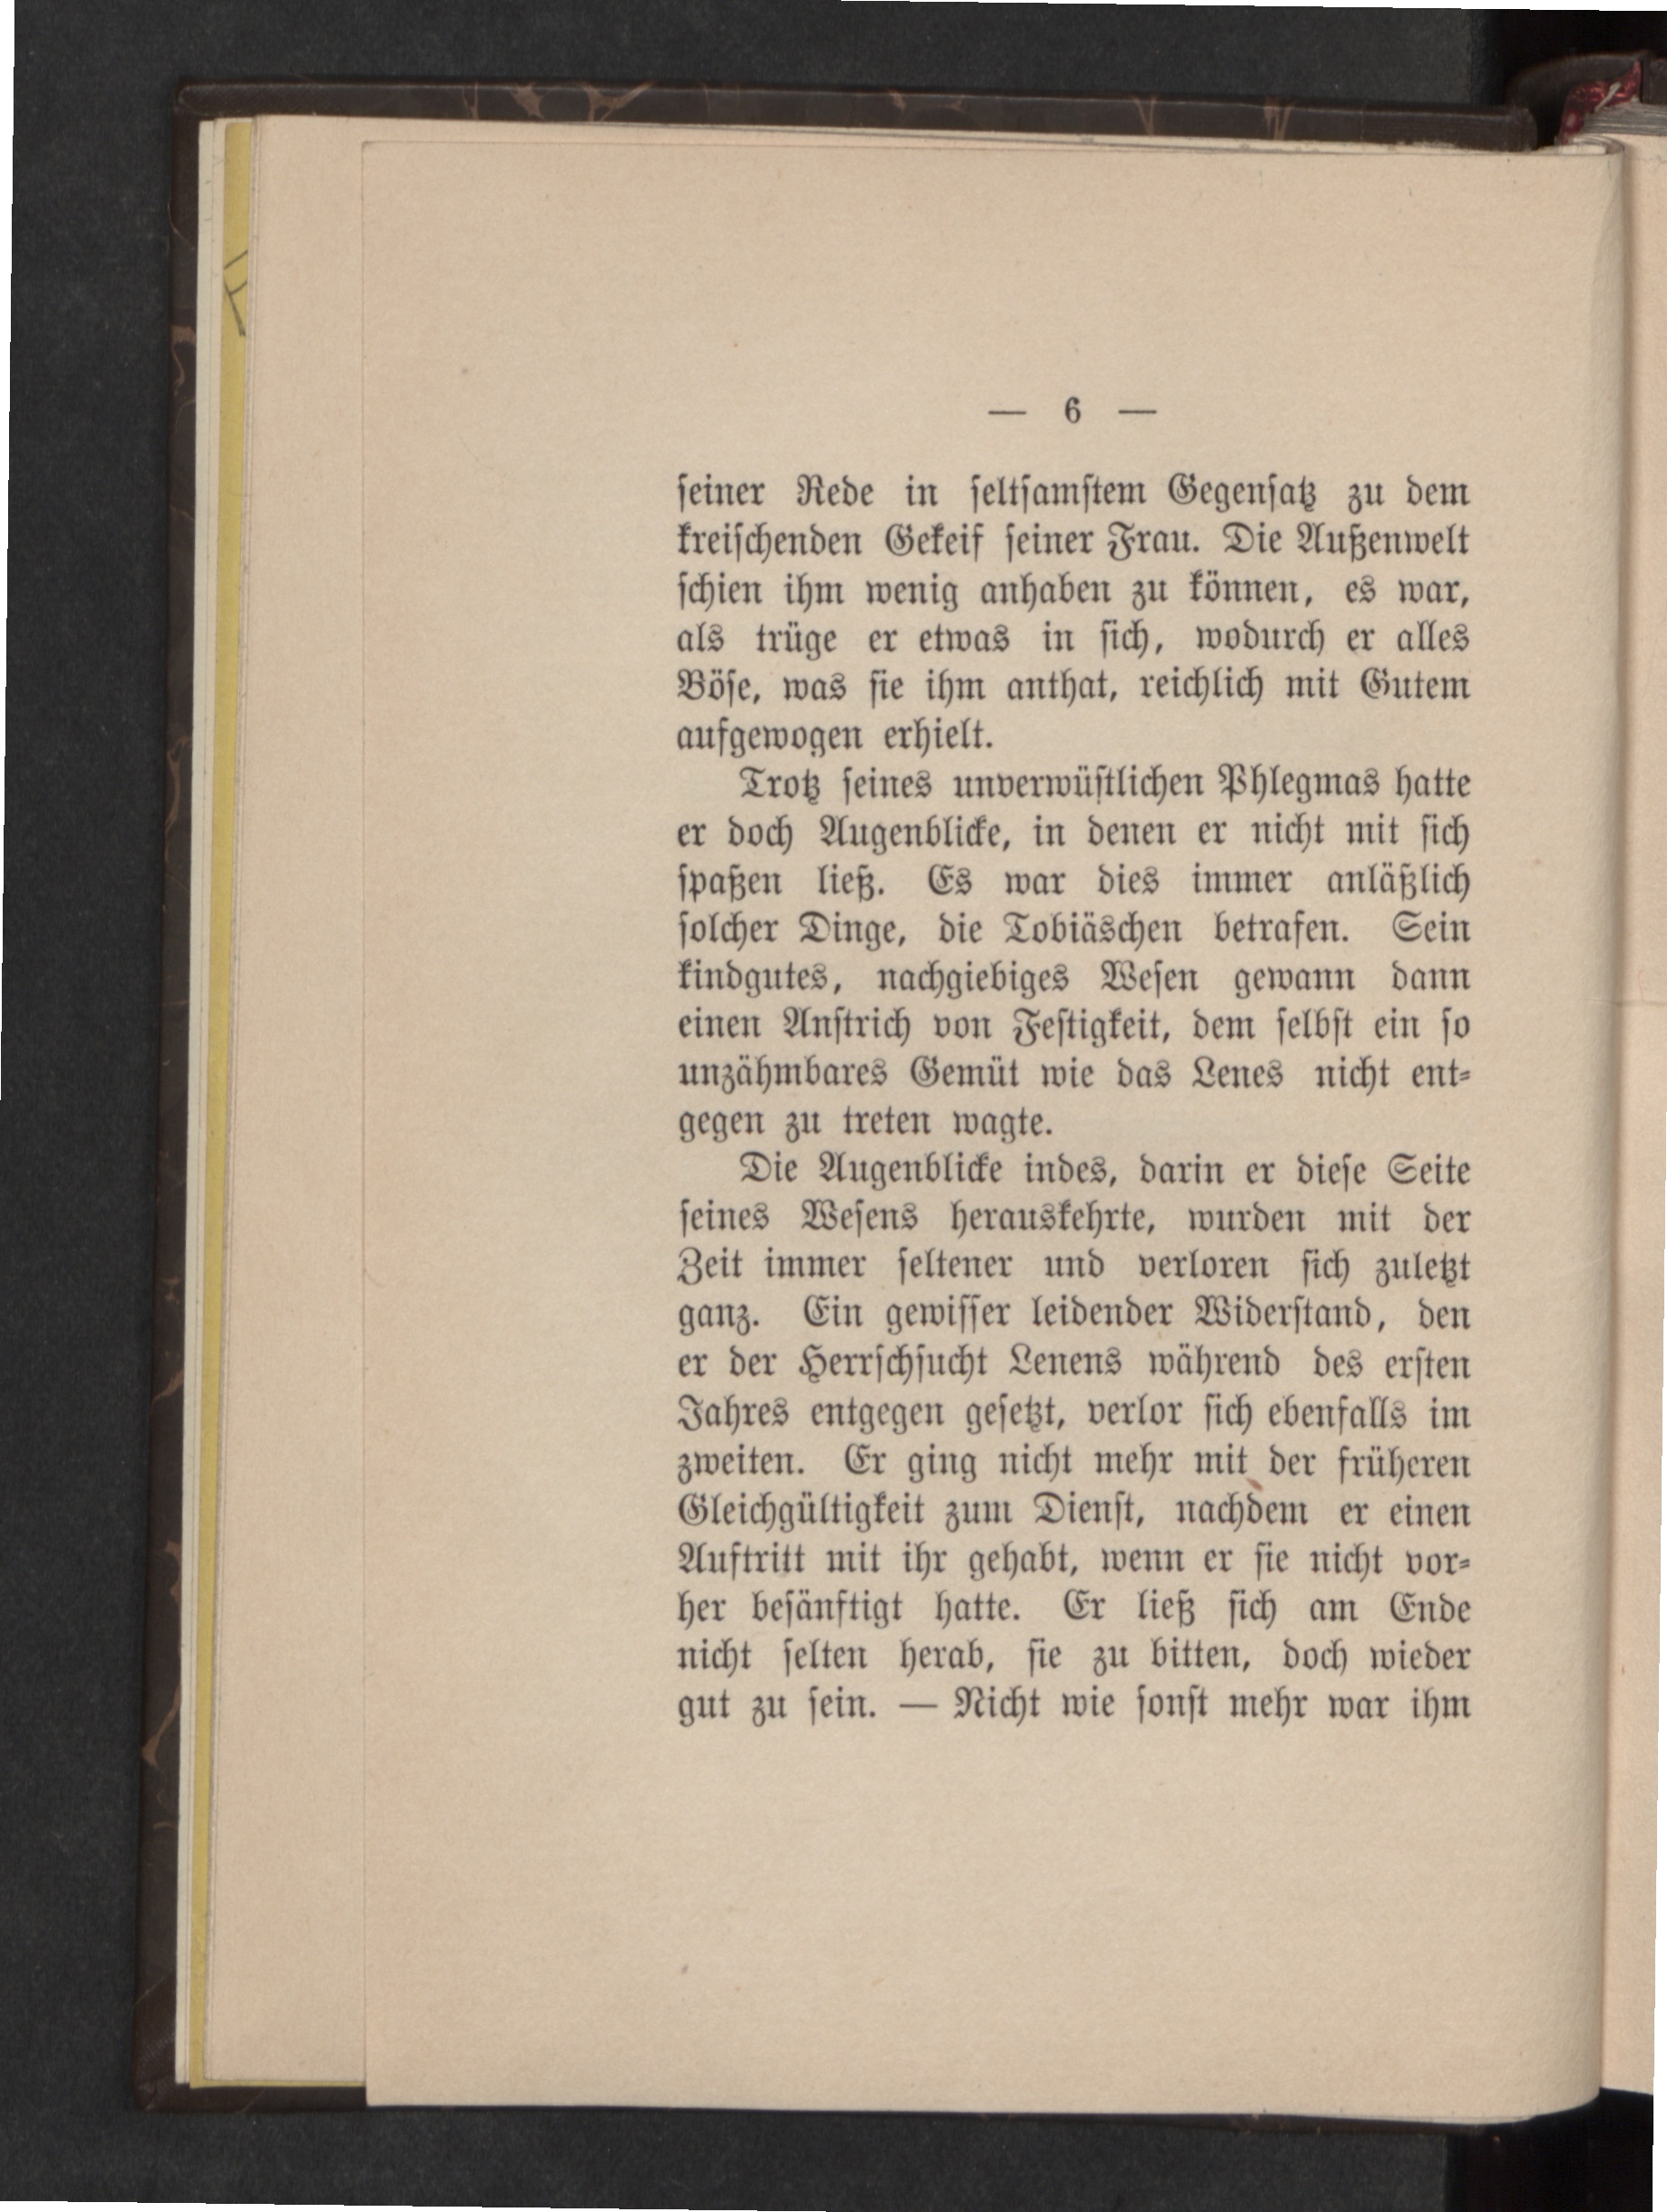 — 6 —
seiner Rede in seltsamstem Gegensatz zu dem
kreischenden Gekeif seiner Frau. Die Außenwelt
schien ihm wenig anhaben zu können, es war,
als trüge er etwas in sich, wodurch er alles
Böse, was sie ihm anthat, reichlich mit Gutem
aufgewogen erhielt.
Trotz seines unverwüstlichen Phlegmas hatte
er doch Augenblicke, in denen er nicht mit sich
spaßen ließ. Es war dies immer anläßlich
solcher Dinge, die Tobiäschen betrafen. Sein
kindgutes, nachgiebiges Wesen gewann dann
einen Anstrich von Festigkeit, dem selbst ein so
unzähmbares Gemüt wie das Lenes nicht ent-
gegen zu treten wagte.
Die Augenblicke indes, darin er diese Seite
seines Wesens herauskehrte, wurden mit der
Zeit immer seltener und verloren sich zuletzt
ganz. Ein gewisser leidender Widerstand, den
er der Herrschsucht Lenens während des ersten
Jahres entgegen gesetzt, verlor sich ebenfalls im
zweiten. Er ging nicht mehr mit der früheren
Gleichgültigkeit zum Dienst, nachdem er einen
Auftritt mit ihr gehabt, wenn er sie nicht vor-
her besänftigt hatte. Er ließ sich am Ende
nicht selten herab, sie zu bitten, doch wieder
gut zu sein. — Nicht wie sonst mehr war ihm